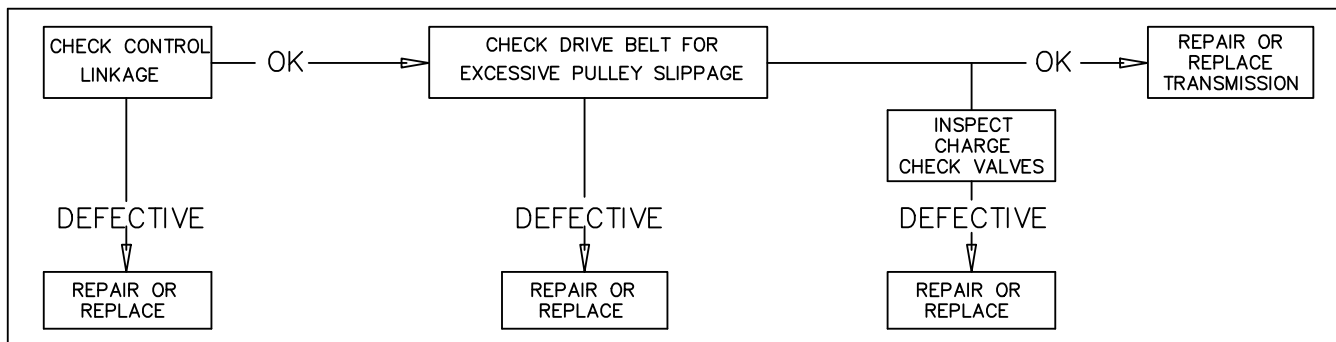 CHECK CONTROL
LINKAGE
OK
CHECK DRIVE BELT FOR
EXCESSIVE PULLEY SLIPPAGE
OK
REPAIR OR
REPLACE
TRANSMISSION
INSPECT
CHARGE
CHECK VALVES
DEFECTIVE
DEFECTIVE
DEFECTIVE
REPAIR OR
REPLACE
REPAIR OR
REPLACE
REPAIR OR
REPLACE